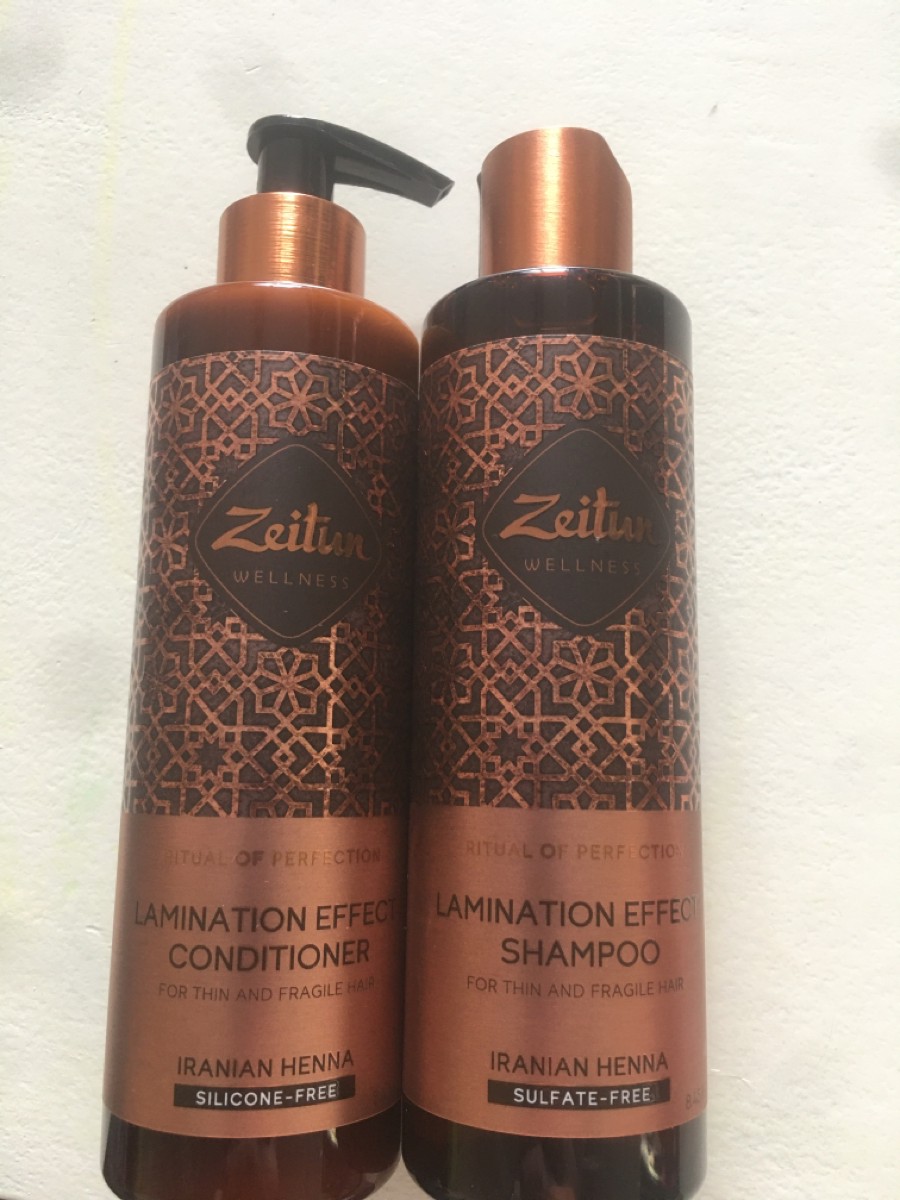 Zeitun
WELLNESS
RITUAL OF PERFECTION
LAMINATION EFFECT
CONDITIONER
FOR THIN AND FRAGILE HAIR
IRANIAN HENNA
SILICONE-FREE
Zeitun
WELLNESS
RITUAL OF PERFECTION
LAMINATION EFFECT
SHAMPOO
FOR THIN AND FRAGILE HAIR
IRANIAN HENNA
SULFATE-FREE